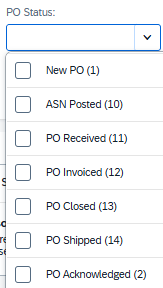 PO Status:
New PO (1)
ASN Posted (10)
PO Received (11)
PO Invoiced (12)
PO Closed (13)
PO Shipped (14)
PO Acknowledged (2)